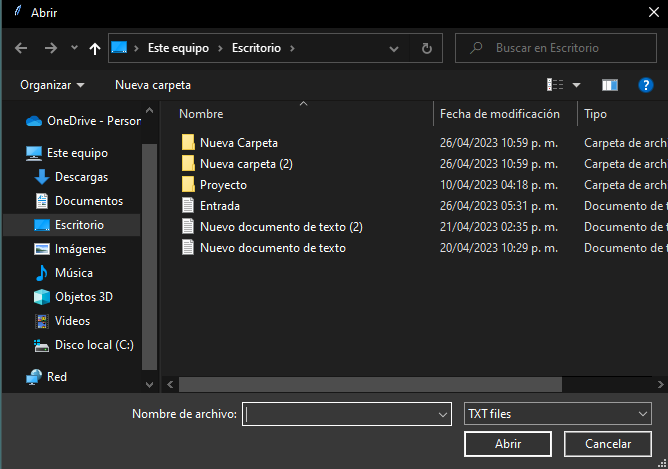 Abrir
Este equipo > Escritorio >
Buscar en Escritorio
Organizar
Nueva carpeta
Nombre
Fecha de modificación
Tipo
OneDrive - Person
Este equipo
Descargas
Documentos
Escritorio
Imágenes
Música
Objetos 3D
Videos
Disco local (C:)
Red
Nueva Carpeta 26/04/2023 10:59 p. m. Carpeta de arch
Nueva carpeta (2) 26/04/2023 10:59 p. m. Carpeta de arch
Proyecto 10/04/2023 04:18 p. m. Carpeta de arch
Entrada 26/04/2023 05:31 p. m. Documento de t
Nuevo documento de texto (2) 21/04/2023 02:35 p. m. Documento de t
Nuevo documento de texto 20/04/2023 10:29 p. m. Documento de t
Nombre de archivo:
TXT files
Abrir
Cancelar